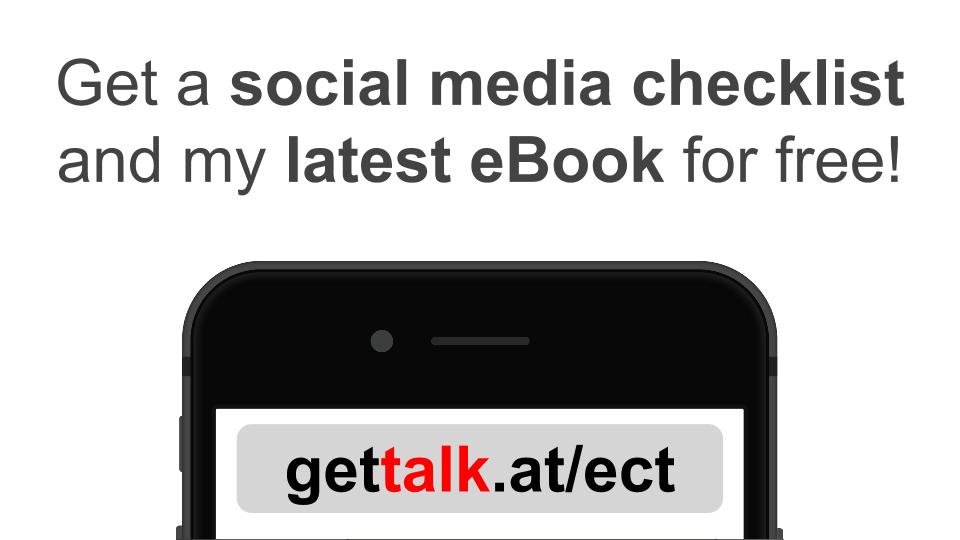 Get a social media checklist
and my latest eBook for free!
gettalk.at/ect